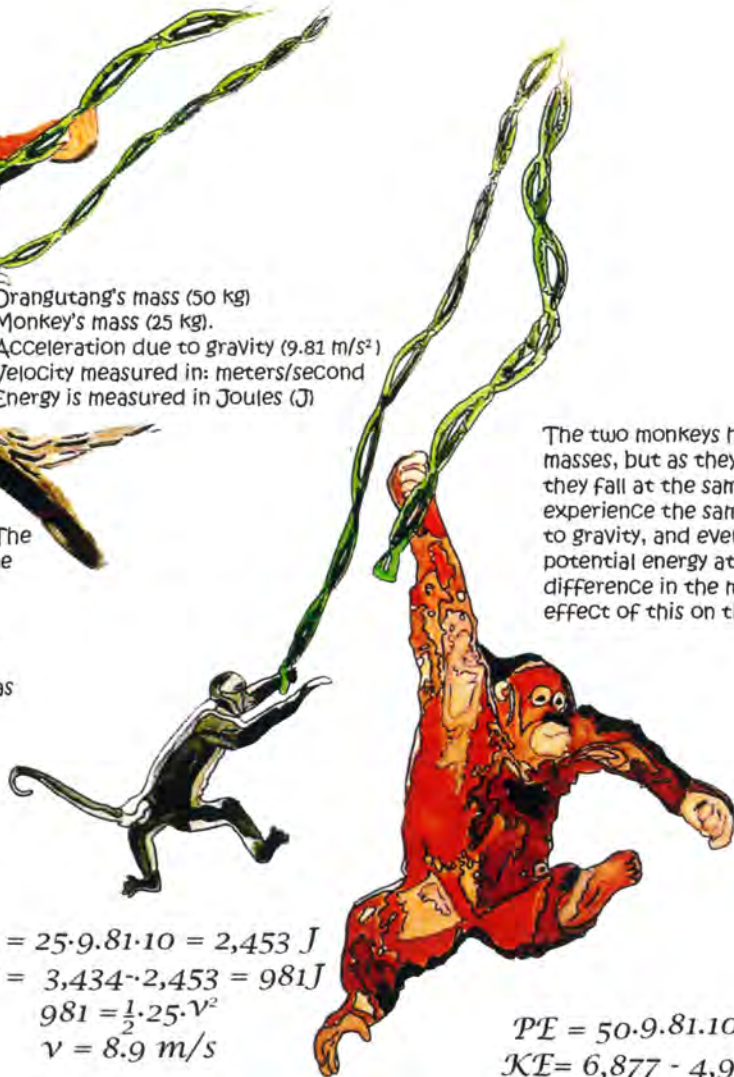 Orangutang's mass (50 kg)
Monkey's mass (25 kg).
Acceleration due to gravity (9.81 m/s²)
Velocity measured in: meters/second
Energy is measured in Joules (J)
The two monkeys h
masses, but as they
they fall at the sam
experience the sam
to gravity, and ever
potential energy at
difference in the m
effect of this on th
The
e
as
= 25·9.81·10 = 2,453 J
= 3,434-·2,453 = 981J
981 = ½·25·v²
v = 8.9 m/s
PE = 50·9.81.10
KE= 6,877 - 4,9